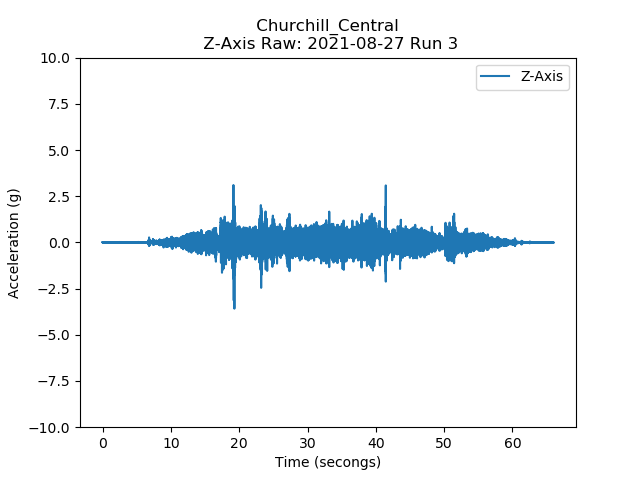 Churchill_Central
Z-Axis Raw: 2021-08-27 Run 3
10.0
7.5
5.0
2.5
0.0
−2.5
−5.0
−7.5
−10.0
Acceleration (g)
Z-Axis
0 10 20 30 40 50 60
Time (secongs)